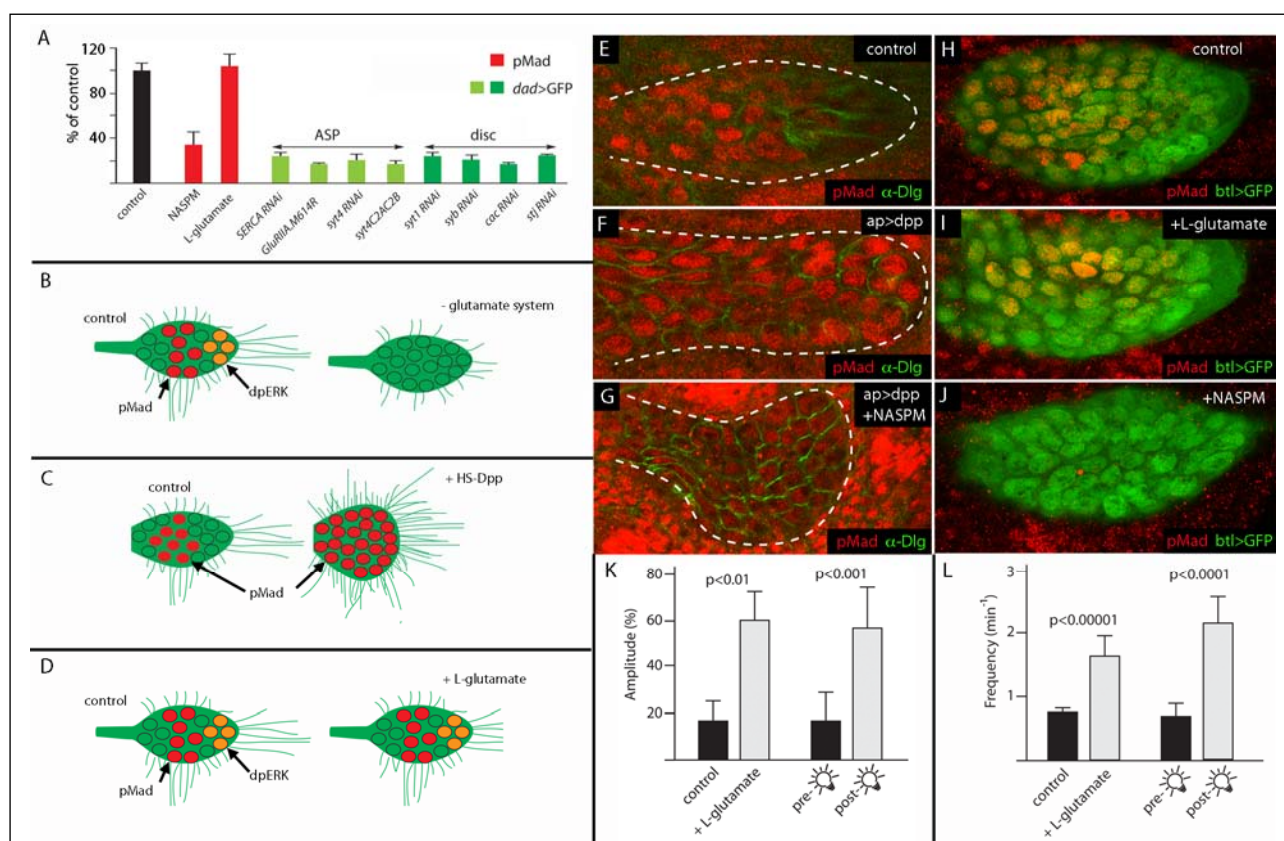 A
% of control
120
80
40
pMad
dad>GFP
ASP
disc
control
NASPM
L-glutamate
SERCA RNAi
GluRIIA.M614R
syt4 RNAi
syt4C2AC2B
syt1 RNAi
syb RNAi
cac RNAi
stj RNAi
B
control
- glutamate system
pMad
dpERK
C
control
+ HS-Dpp
pMad
D
control
+ L-glutamate
pMad
dpERK
E
control
pMad α-Dlg
F
ap>dpp
pMad α-Dlg
G
ap>dpp
+NASPM
pMad α-Dlg
H
control
pMad btl>GFP
I
+L-glutamate
pMad btl>GFP
J
+NASPM
pMad btl>GFP
K
Amplitude (%)
80
60
40
20
p<0.01
p<0.001
control
+ L-glutamate
pre-
post-
L
Frequency (min⁻¹)
3
2
1
p<0.00001
p<0.0001
control
+ L-glutamate
pre-
post-